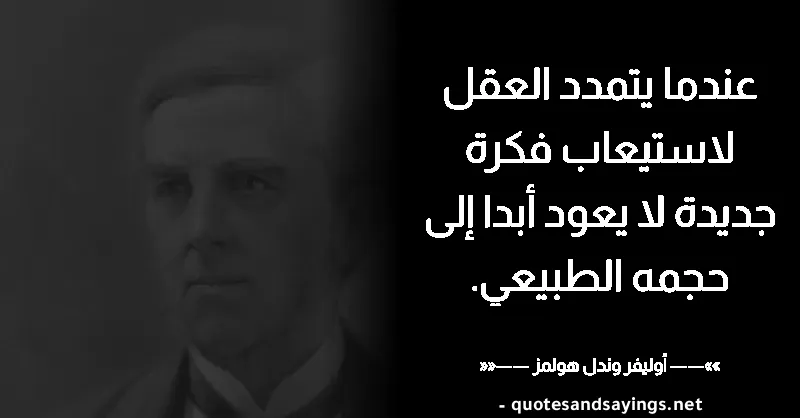 عندما يتمدد العقل
لاستيعاب فكرة
جديدة لا يعود أبدا إلى
حجمه الطبيعي.
»»—— أوليفر وندل هولمز ——««
- quotesandsayings.net